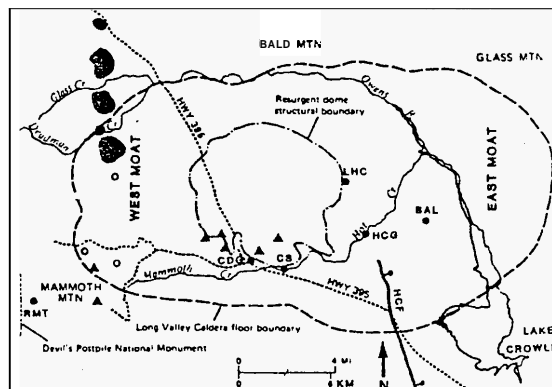 BALD MTN
GLASS MTN
Glass Cr
Owens
R
HWY 395
Resurgent dome
structural boundary
Deadman
Cr
WEST MOAT
EAST MOAT
LHC
Hot
Cr
BAL
HCG
CDG
CS
Mammoth
HWY 395
HCF
MAMMOTH
MTN
RMT
Long Valley Caldera floor boundary
Devil's Postpile National Monument
LAKE
CROWLE
0
4 MI
0
6 KM
N